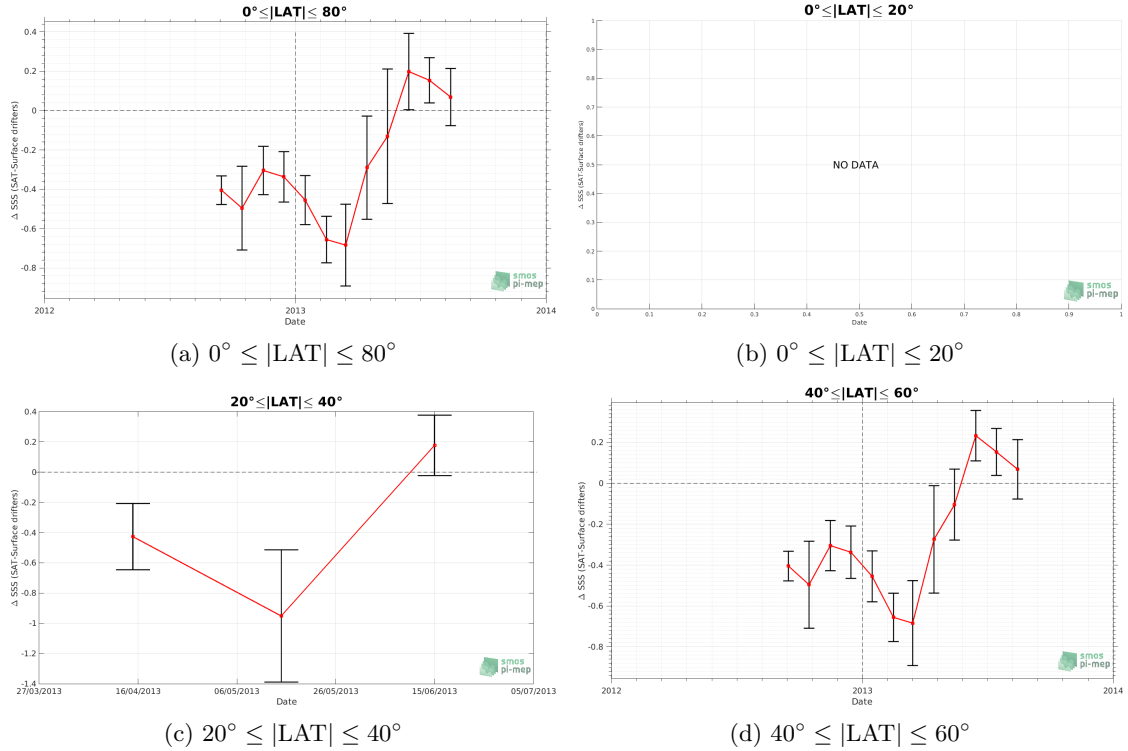 0°≤|LAT|≤ 80°
Δ SSS (SAT-Surface drifters)
0.4
0.2
0
-0.2
-0.4
-0.6
-0.8
2012
2013
2014
Date
smos
pi-mep
(a) 0° ≤ |LAT| ≤ 80°
0°≤|LAT|≤ 20°
Δ SSS (SAT-Surface drifters)
1
0.9
0.8
0.7
0.6
0.5
0.4
0.3
0.2
0.1
0
NO DATA
0 0.1 0.2 0.3 0.4 0.5 0.6 0.7 0.8 0.9 1
Date
smos
pi-mep
(b) 0° ≤ |LAT| ≤ 20°
20°≤|LAT|≤ 40°
Δ SSS (SAT-Surface drifters)
0.4
0.2
0
-0.2
-0.4
-0.6
-0.8
-1
-1.2
-1.4
27/03/2013 16/04/2013 06/05/2013 26/05/2013 15/06/2013 05/07/2013
Date
smos
pi-mep
(c) 20° ≤ |LAT| ≤ 40°
40°≤|LAT|≤ 60°
Δ SSS (SAT-Surface drifters)
0.2
0
-0.2
-0.4
-0.6
-0.8
2012
2013
2014
Date
smos
pi-mep
(d) 40° ≤ |LAT| ≤ 60°